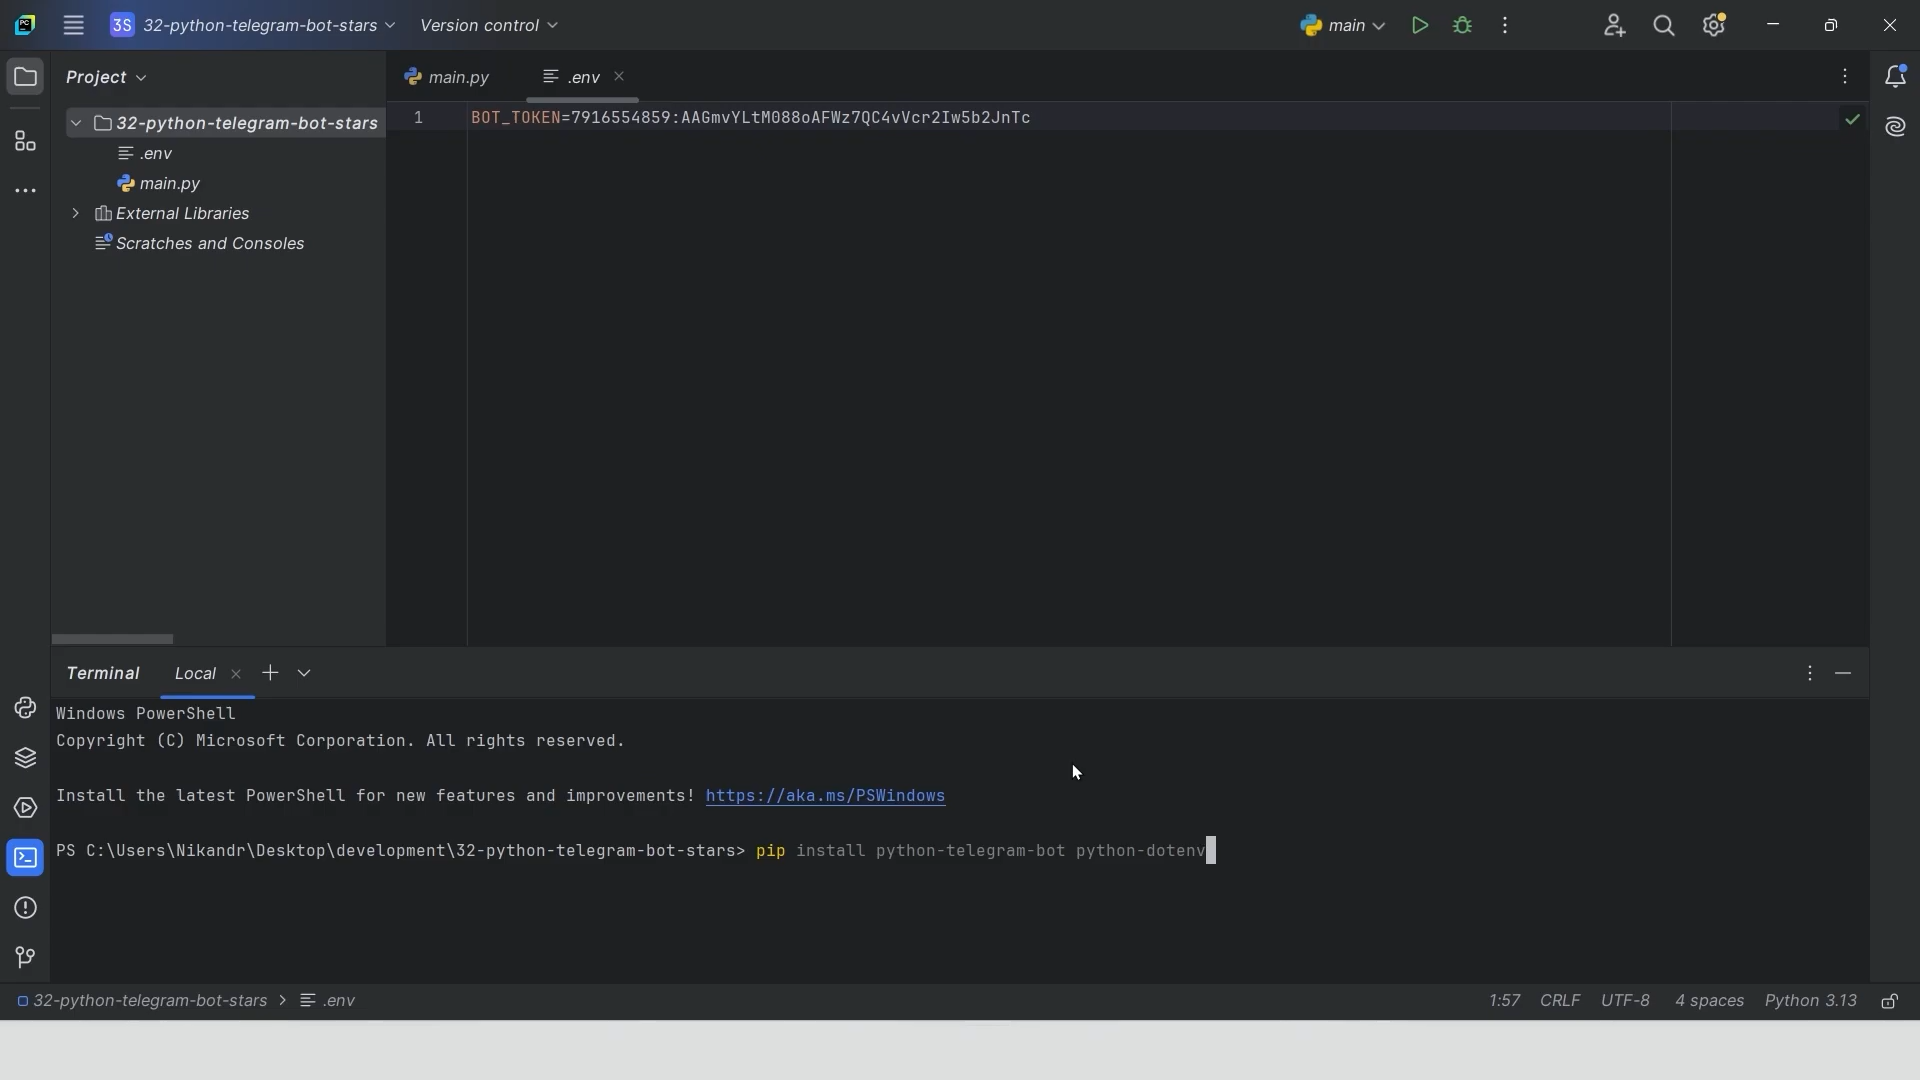 3S 32-python-telegram-bot-stars Version control main
Project
main.py .env
32-python-telegram-bot-stars
.env
main.py
External Libraries
Scratches and Consoles
1 BOT_TOKEN=7916554859:AAGmvYLtM088oAFWz7QC4vVcr2Iw5b2JnTc
Terminal Local
Windows PowerShell
Copyright (C) Microsoft Corporation. All rights reserved.
Install the latest PowerShell for new features and improvements! https://aka.ms/PSWindows
PS C:\Users\Nikandr\Desktop\development\32-python-telegram-bot-stars> pip install python-telegram-bot python-dotenv
32-python-telegram-bot-stars > .env 1:57 CRLF UTF-8 4 spaces Python 3.13